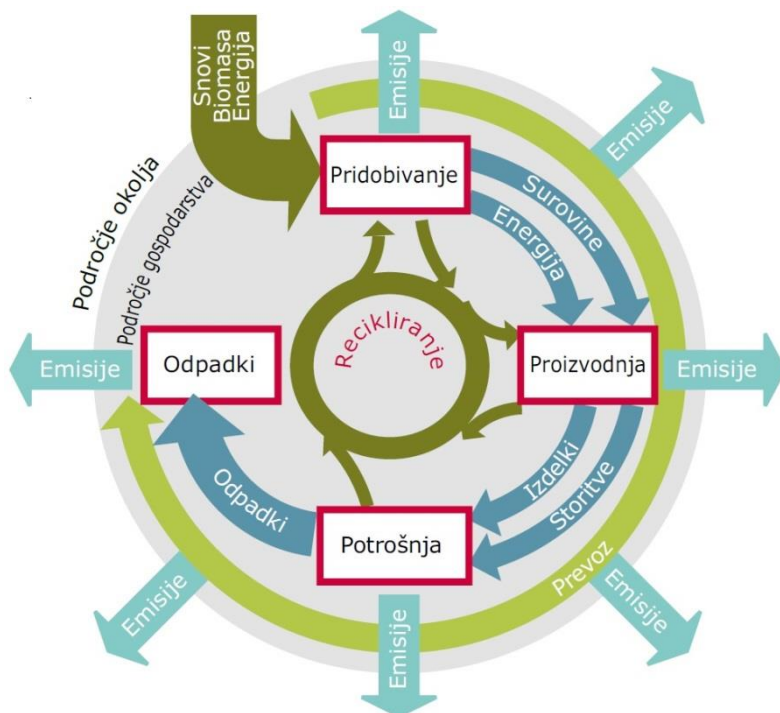 Snovi
Biomasa
Energija
Emisije
Emisije
Področje okolja
Področje gospodarstva
Pridobivanje
Surovine
Energija
Recikliranje
Emisije
Odpadki
Proizvodnja
Emisije
Odpadki
Izdelki
Storitve
Potrošnja
Prevoz
Emisije
Emisije
Emisije